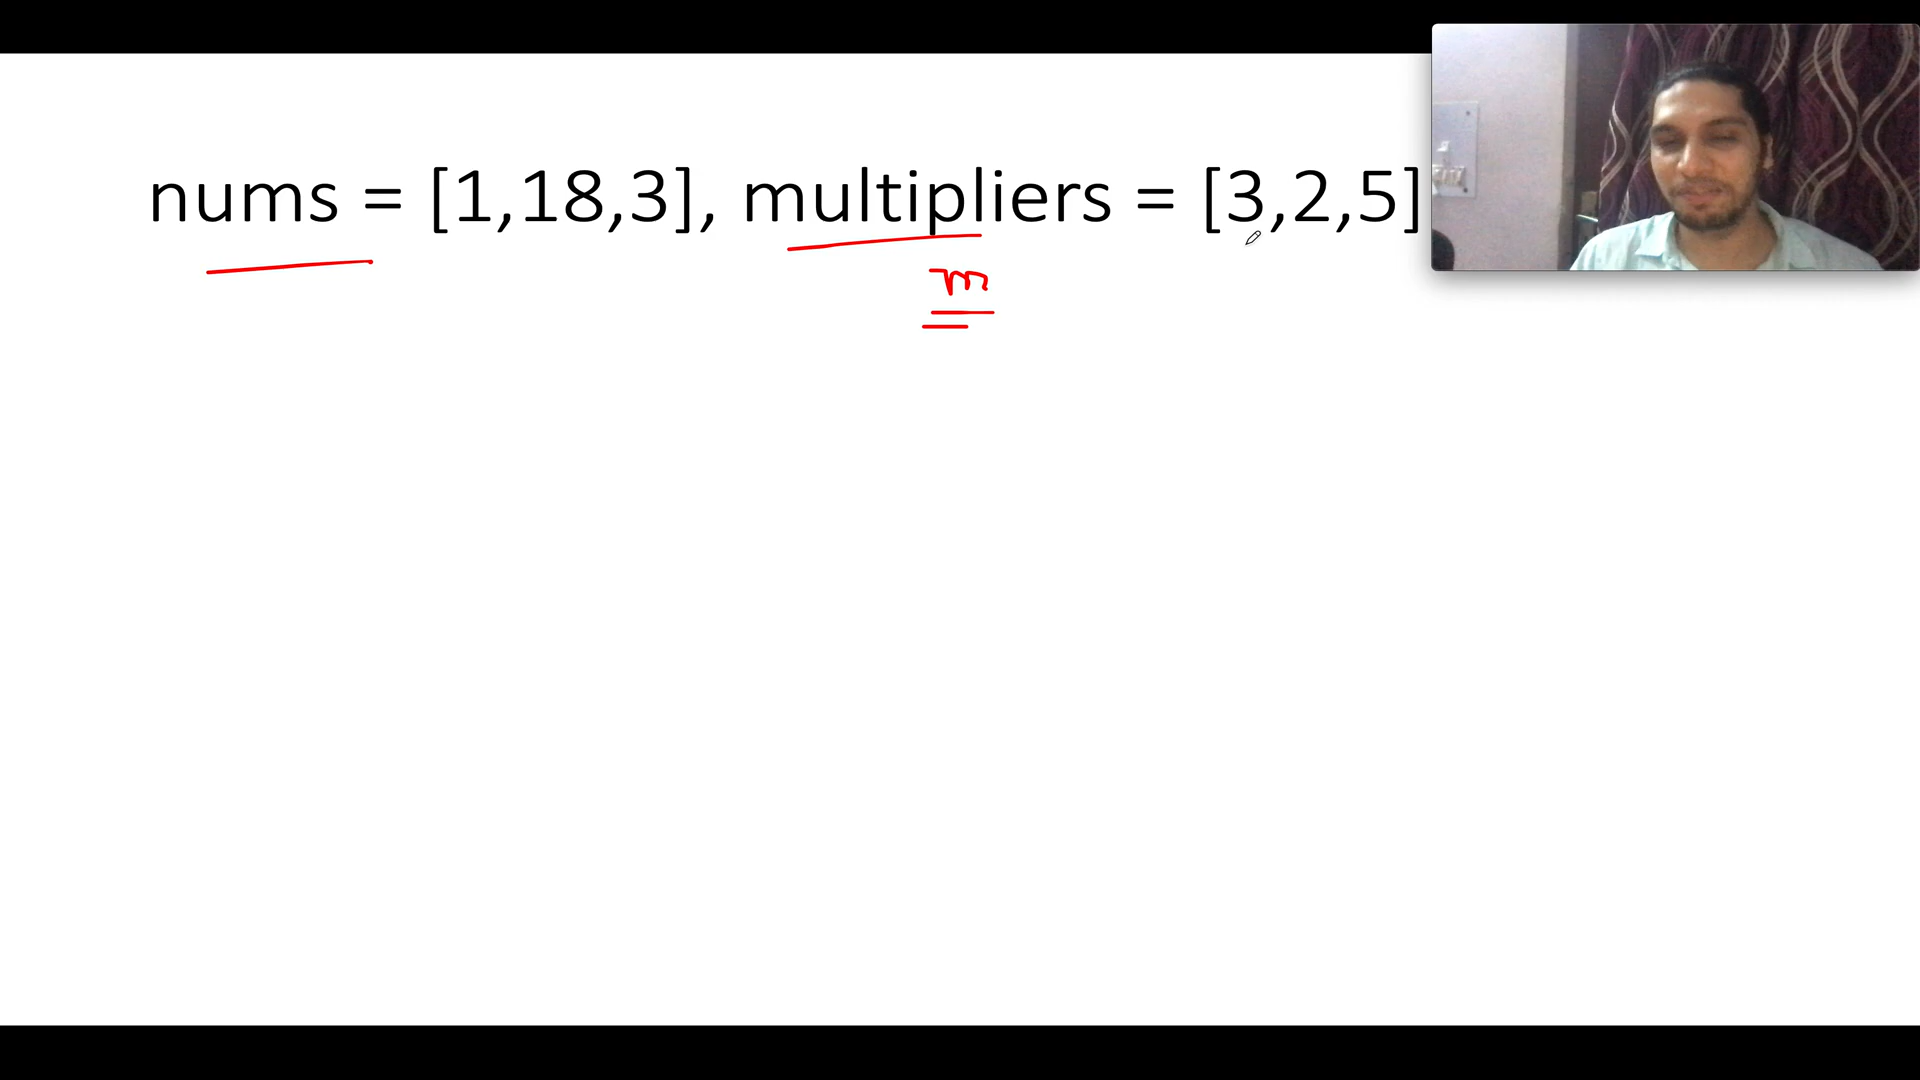 nums = [1,18,3], multipliers = [3,2,5]
m